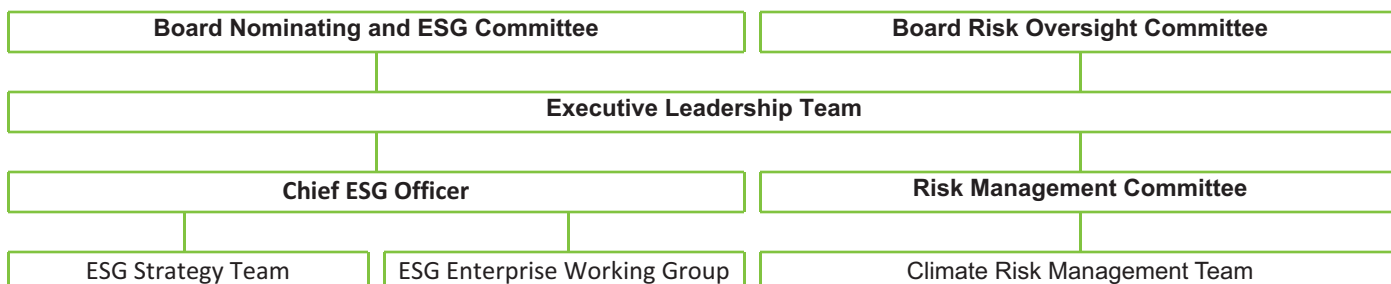 Board Nominating and ESG Committee
Board Risk Oversight Committee
Executive Leadership Team
Chief ESG Officer
Risk Management Committee
ESG Strategy Team
ESG Enterprise Working Group
Climate Risk Management Team